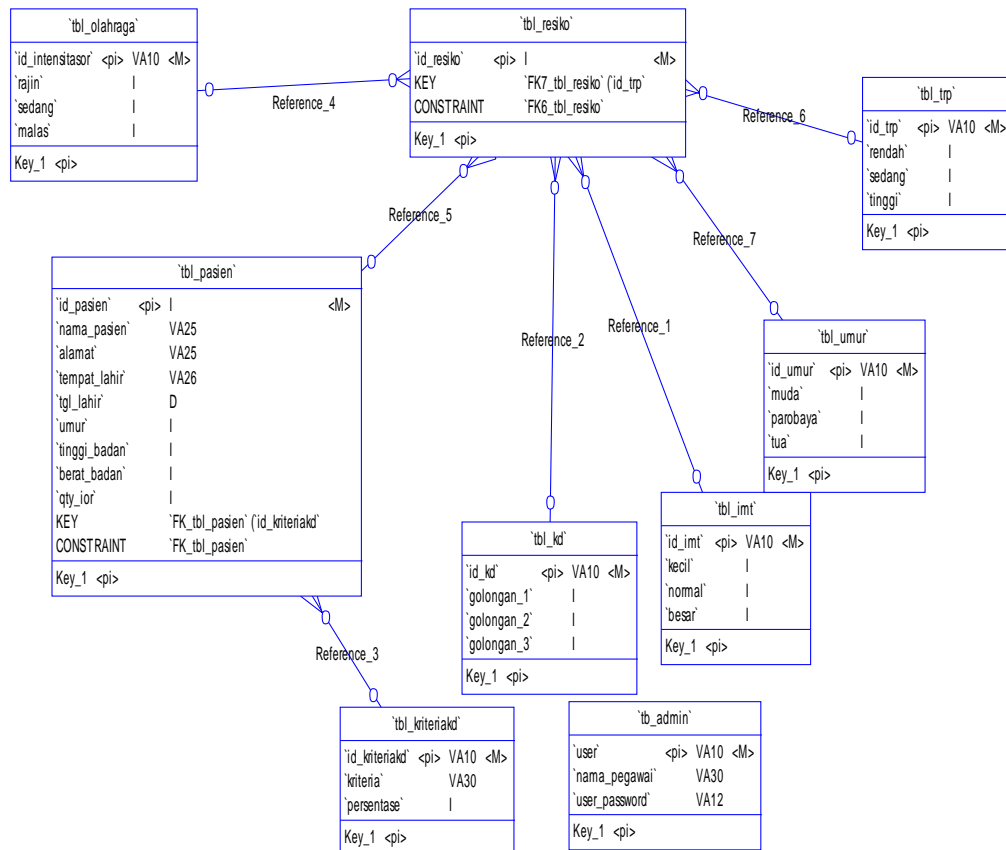 `tbl_olahraga`
`id_intensitasor` <pi> VA10 <M>
`rajin` I
`sedang` I
`malas` I
Key_1 <pi>
`tbl_resiko`
`id_resiko` <pi> I <M>
KEY `FK7_tbl_resiko` (`id_trp`
CONSTRAINT `FK6_tbl_resiko`
Key_1 <pi>
`tbl_trp`
`id_trp` <pi> VA10 <M>
`rendah` I
`sedang` I
`tinggi` I
Key_1 <pi>
Reference_4
Reference_6
Reference_5
Reference_7
Reference_1
Reference_2
`tbl_pasien`
`id_pasien` <pi> I <M>
`nama_pasien` VA25
`alamat` VA25
`tempat_lahir` VA26
`tgl_lahir` D
`umur` I
`tinggi_badan` I
`berat_badan` I
`qty_ior` I
KEY `FK_tbl_pasien` (`id_kriteriakd`
CONSTRAINT `FK_tbl_pasien`
Key_1 <pi>
`tbl_umur`
`id_umur` <pi> VA10 <M>
`muda` I
`parobaya` I
`tua` I
Key_1 <pi>
`tbl_imt`
`id_imt` <pi> VA10 <M>
`kecil` I
`normal` I
`besar` I
Key_1 <pi>
`tbl_kd`
`id_kd` <pi> VA10 <M>
`golongan_1` I
`golongan_2` I
`golongan_3` I
Key_1 <pi>
Reference_3
`tbl_kriteriakd`
`id_kriteriakd` <pi> VA10 <M>
`kriteria` VA30
`persentase` I
Key_1 <pi>
`tb_admin`
`user` <pi> VA10 <M>
`nama_pegawai` VA30
`user_password` VA12
Key_1 <pi>